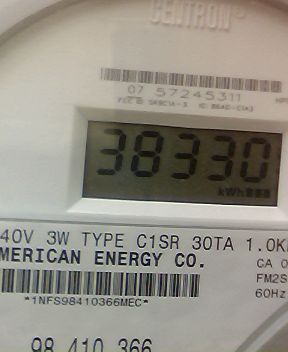 CENTRON®
07 57245311
38330
kWh
40V 3W TYPE C1SR 30TA 1.0K
MERICAN ENERGY CO.
CA 0
FM2S
60Hz
*1NFS98410366MEC*
98 410 366